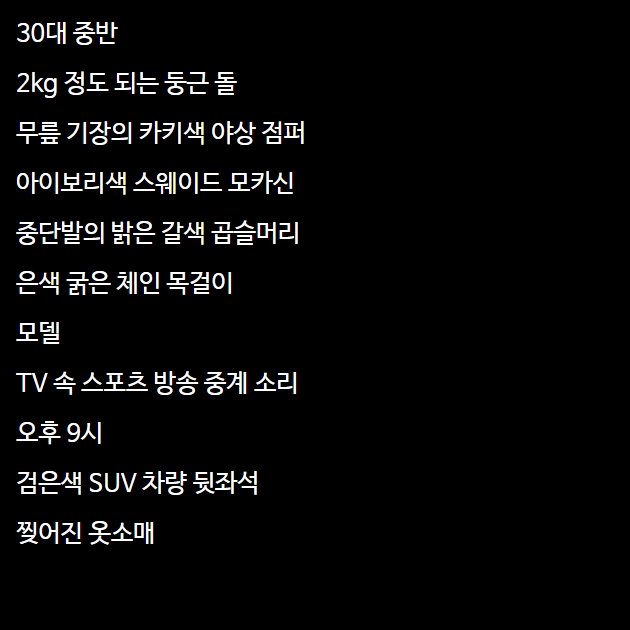 30대 중반
2kg 정도 되는 둥근 돌
무릎 기장의 카키색 야상 점퍼
아이보리색 스웨이드 모카신
중단발의 밝은 갈색 곱슬머리
은색 굵은 체인 목걸이
모델
TV 속 스포츠 방송 중계 소리
오후 9시
검은색 SUV 차량 뒷좌석
찢어진 옷소매